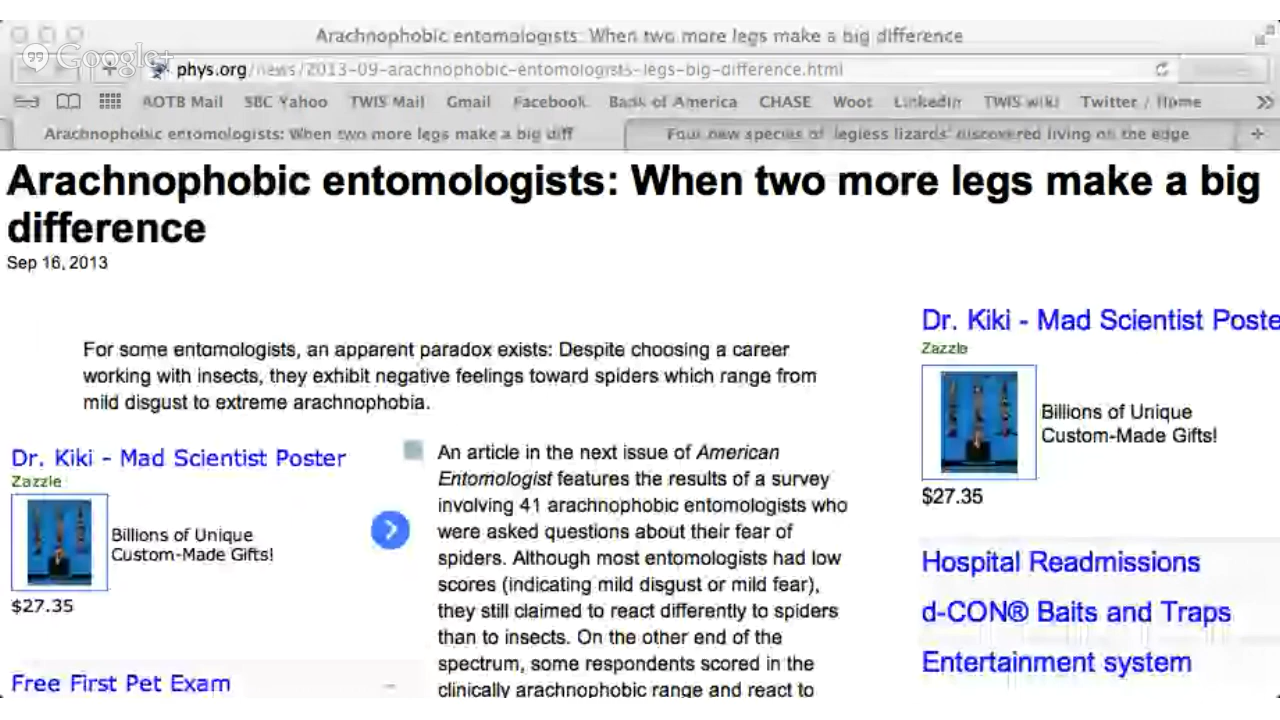 Arachnophobic entomologists: When two more legs make a big difference
Google+
phys.org/news/2013-09-arachnophobic-entomologists-legs-big-difference.html
AOTB Mail SBC Yahoo TWIS Mail Gmail Facebook Bank of America CHASE Woot LinkedIn TWIS wiki Twitter / Home
Arachnophobic entomologists: When two more legs make a big diff
Four new species of 'legless lizards' discovered living on the edge
Arachnophobic entomologists: When two more legs make a big
difference
Sep 16, 2013
For some entomologists, an apparent paradox exists: Despite choosing a career
working with insects, they exhibit negative feelings toward spiders which range from
mild disgust to extreme arachnophobia.
Dr. Kiki - Mad Scientist Poster
Zazzle
Billions of Unique
Custom-Made Gifts!
$27.35
Free First Pet Exam
An article in the next issue of American
Entomologist features the results of a survey
involving 41 arachnophobic entomologists who
were asked questions about their fear of
spiders. Although most entomologists had low
scores (indicating mild disgust or mild fear),
they still claimed to react differently to spiders
than to insects. On the other end of the
spectrum, some respondents scored in the
clinically arachnophobic range and react to
Dr. Kiki - Mad Scientist Poste
Zazzle
Billions of Unique
Custom-Made Gifts!
$27.35
Hospital Readmissions
d-CON® Baits and Traps
Entertainment system